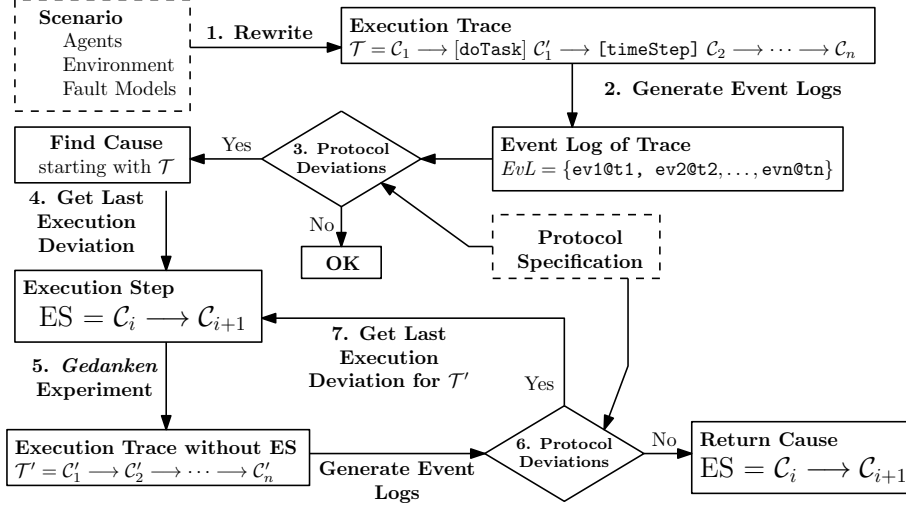 Scenario
Agents
Environment
Fault Models
1. Rewrite
Execution Trace
𝒯 = 𝒞₁ ⟶ [doTask] 𝒞′₁ ⟶ [timeStep] 𝒞₂ ⟶ ··· ⟶ 𝒞ₙ
2. Generate Event Logs
Find Cause
starting with 𝒯
Yes
3. Protocol
Deviations
Event Log of Trace
EvL = {ev1@t1, ev2@t2,...,evn@tn}
No
OK
Protocol
Specification
4. Get Last
Execution
Deviation
Execution Step
ES = 𝒞ᵢ ⟶ 𝒞ᵢ₊₁
7. Get Last
Execution
Deviation for 𝒯′
Yes
5. Gedanken
Experiment
Execution Trace without ES
𝒯′ = 𝒞′₁ ⟶ 𝒞′₂ ⟶ ··· ⟶ 𝒞′ₙ
Generate Event
Logs
6. Protocol
Deviations
No
Return Cause
ES = 𝒞ᵢ ⟶ 𝒞ᵢ₊₁